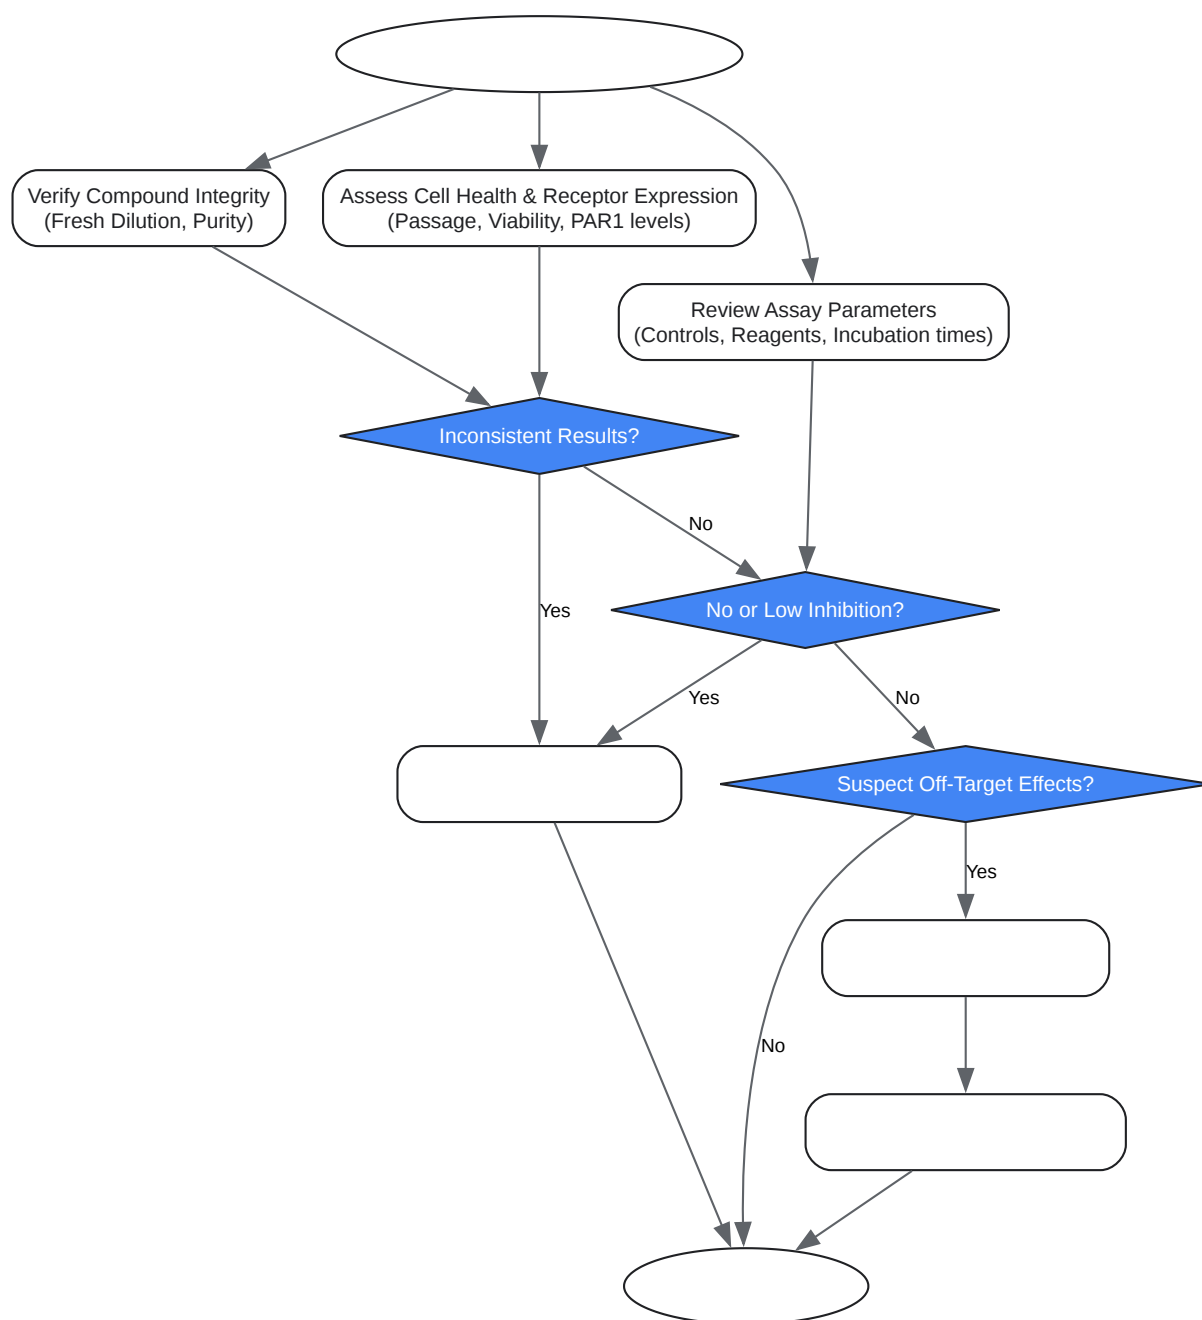 Verify Compound Integrity
(Fresh Dilution, Purity)
Assess Cell Health & Receptor Expression
(Passage, Viability, PAR1 levels)
Review Assay Parameters
(Controls, Reagents, Incubation times)
Inconsistent Results?
No
Yes
No or Low Inhibition?
Yes
No
Suspect Off-Target Effects?
Yes
No